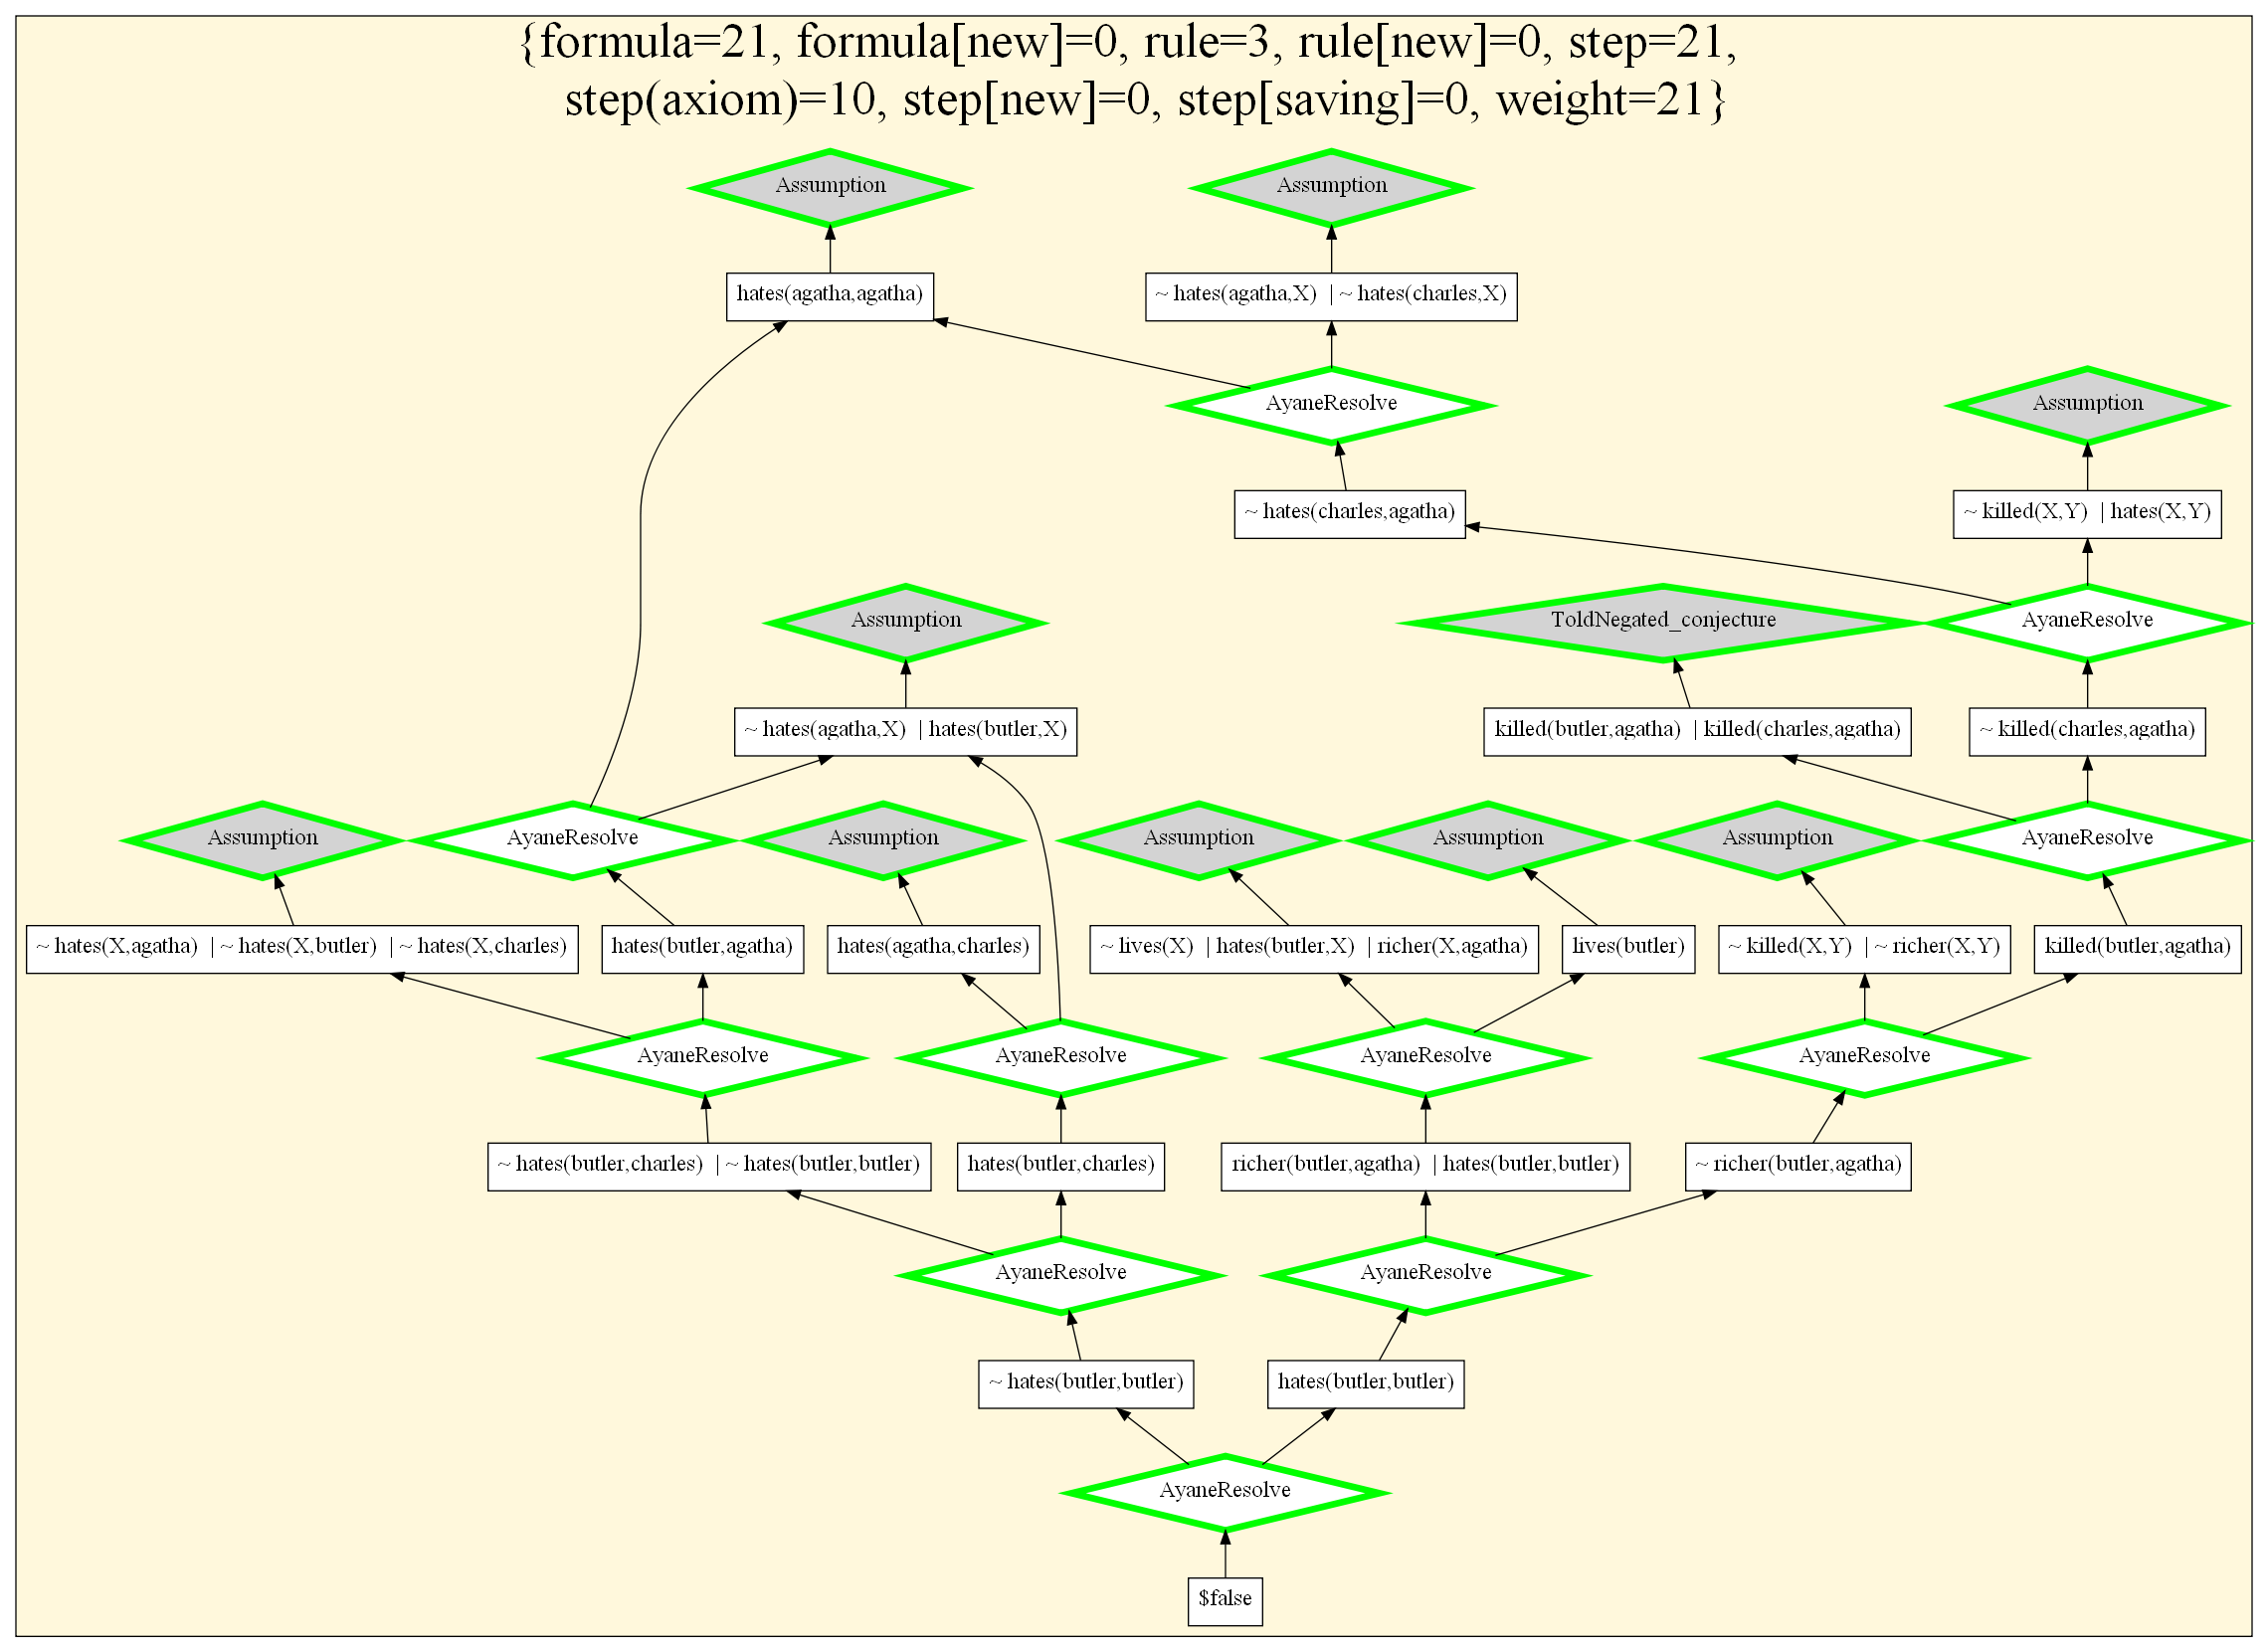 {formula=21, formula[new]=0, rule=3, rule[new]=0, step=21,
step(axiom)=10, step[new]=0, step[saving]=0, weight=21}
Assumption
Assumption
hates(agatha,agatha)
~ hates(agatha,X) | ~ hates(charles,X)
AyaneResolve
Assumption
~ hates(charles,agatha)
~ killed(X,Y) | hates(X,Y)
Assumption
ToldNegated_conjecture
AyaneResolve
~ hates(agatha,X) | hates(butler,X)
killed(butler,agatha) | killed(charles,agatha)
~ killed(charles,agatha)
Assumption
AyaneResolve
Assumption
Assumption
Assumption
Assumption
AyaneResolve
~ hates(X,agatha) | ~ hates(X,butler) | ~ hates(X,charles)
hates(butler,agatha)
hates(agatha,charles)
~ lives(X) | hates(butler,X) | richer(X,agatha)
lives(butler)
~ killed(X,Y) | ~ richer(X,Y)
killed(butler,agatha)
AyaneResolve
AyaneResolve
AyaneResolve
AyaneResolve
~ hates(butler,charles) | ~ hates(butler,butler)
hates(butler,charles)
richer(butler,agatha) | hates(butler,butler)
~ richer(butler,agatha)
AyaneResolve
AyaneResolve
~ hates(butler,butler)
hates(butler,butler)
AyaneResolve
$false